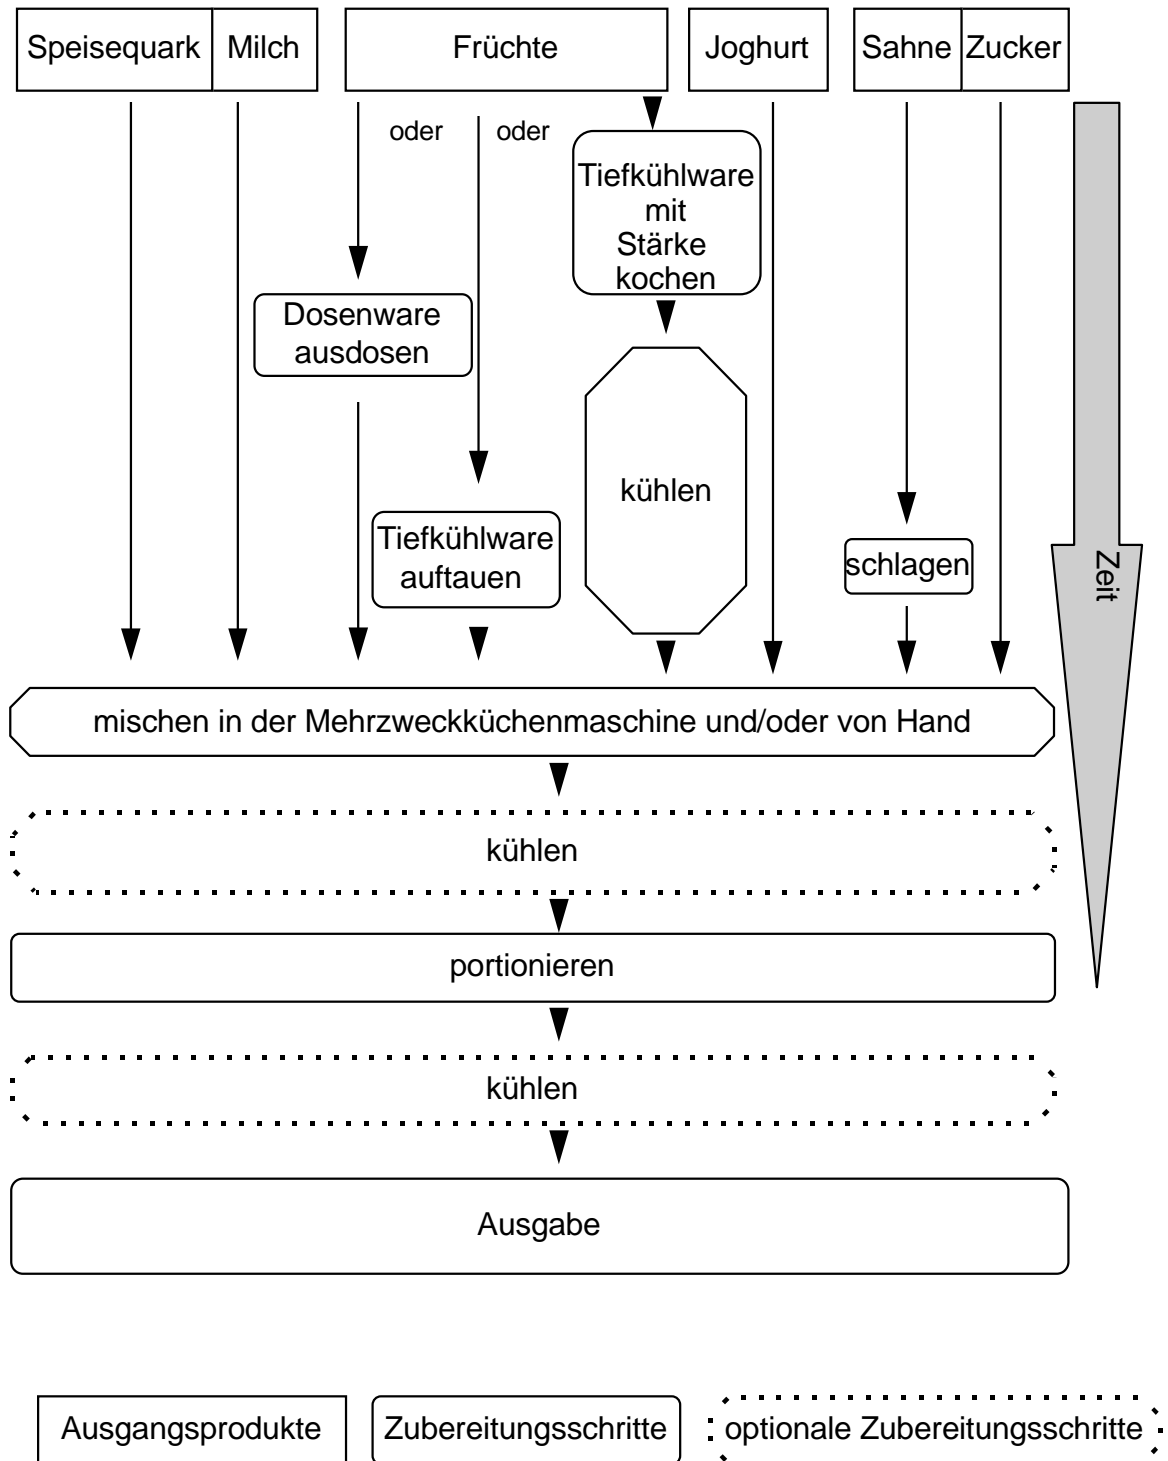 Speisequark Milch Früchte Joghurt Sahne Zucker
oder oder
Tiefkühlware
mit
Stärke
kochen
Dosenware
ausdosen
kühlen
Tiefkühlware
auftauen
schlagen
Zeit
mischen in der Mehrzweckküchenmaschine und/oder von Hand
kühlen
portionieren
kühlen
Ausgabe
Ausgangsprodukte Zubereitungsschritte optionale Zubereitungsschritte